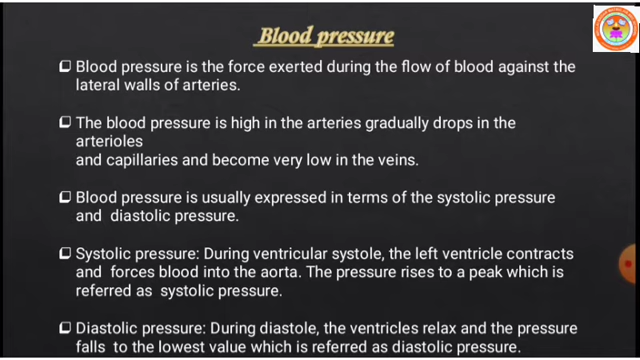 Blood pressure
❑ Blood pressure is the force exerted during the flow of blood against the
lateral walls of arteries.
❑ The blood pressure is high in the arteries gradually drops in the
arterioles
and capillaries and become very low in the veins.
❑ Blood pressure is usually expressed in terms of the systolic pressure
and diastolic pressure.
❑ Systolic pressure: During ventricular systole, the left ventricle contracts
and forces blood into the aorta. The pressure rises to a peak which is
referred as systolic pressure.
❑ Diastolic pressure: During diastole, the ventricles relax and the pressure
falls to the lowest value which is referred as diastolic pressure.